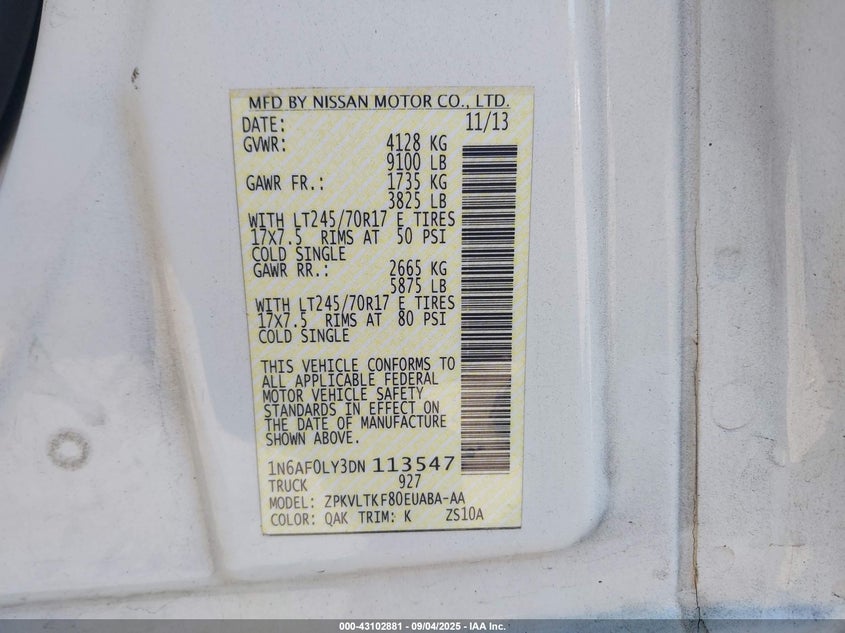 MFD BY NISSAN MOTOR CO., LTD.
DATE: 11/13
GVWR: 4128 KG
9100 LB
GAWR FR.: 1735 KG
3825 LB
WITH LT245/70R17 E TIRES
17X7.5 RIMS AT 50 PSI
COLD SINGLE
GAWR RR.: 2665 KG
5875 LB
WITH LT245/70R17 E TIRES
17X7.5 RIMS AT 80 PSI
COLD SINGLE
THIS VEHICLE CONFORMS TO
ALL APPLICABLE FEDERAL
MOTOR VEHICLE SAFETY
STANDARDS IN EFFECT ON
THE DATE OF MANUFACTURE
SHOWN ABOVE.
1N6AF0LY3DN 113547
TRUCK 927
MODEL: ZPKVLTKF80EUABA-AA
COLOR: QAK TRIM: K ZS10A
000-43102881 - 09/04/2025 - IAA Inc.